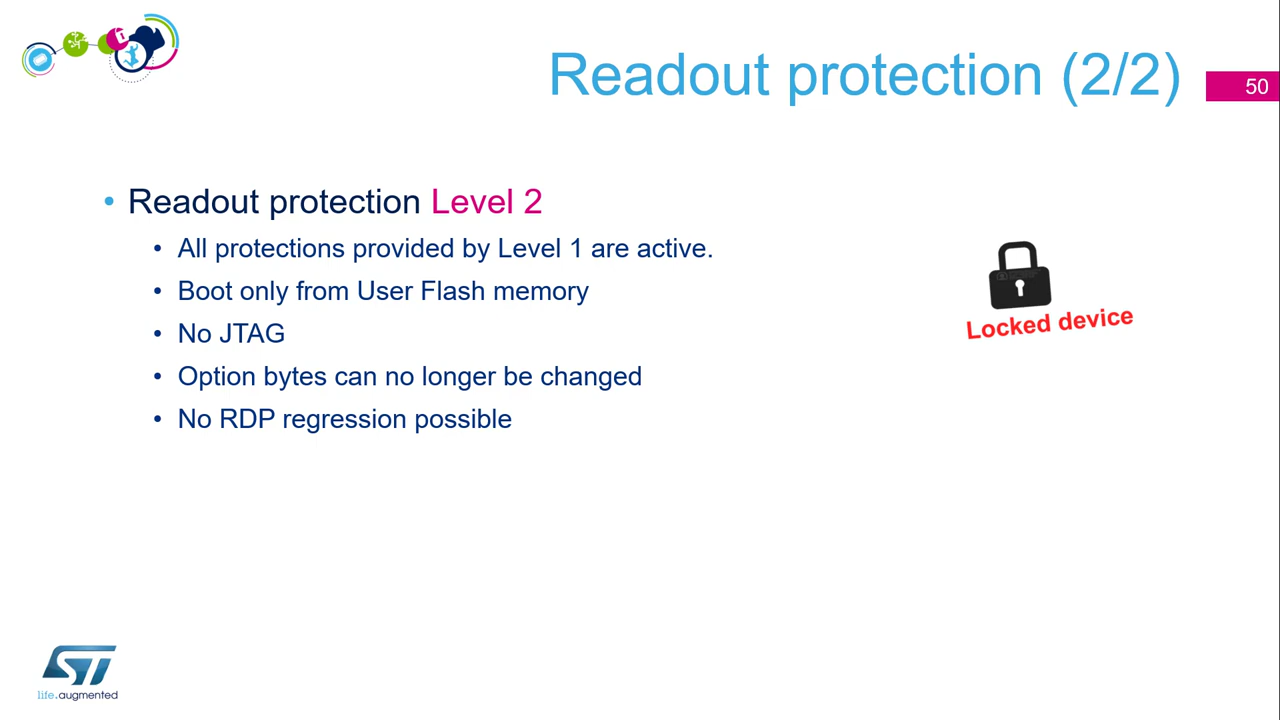 Readout protection (2/2)
50
• Readout protection Level 2
• All protections provided by Level 1 are active.
• Boot only from User Flash memory
• No JTAG
• Option bytes can no longer be changed
• No RDP regression possible
Locked device
ST
life.augmented